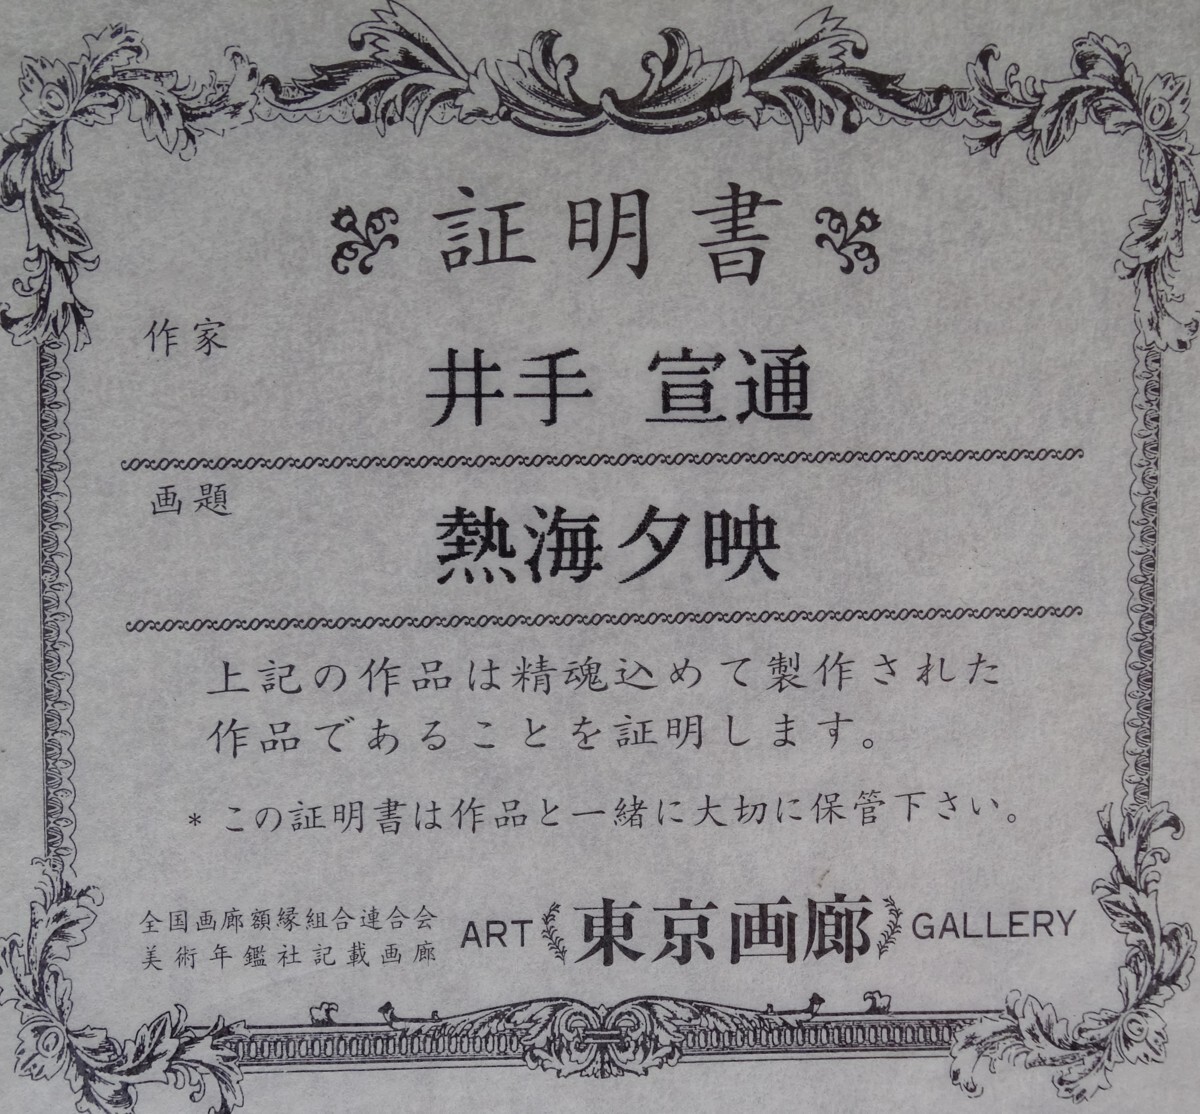 証明書
作家
井手 宣通
画題
熱海夕映
上記の作品は精魂込めて製作された
作品であることを証明します。
* この証明書は作品と一緒に大切に保管下さい。
全国画廊額縁組合連合会
美術年鑑社記載画廊
ART 東京画廊 GALLERY